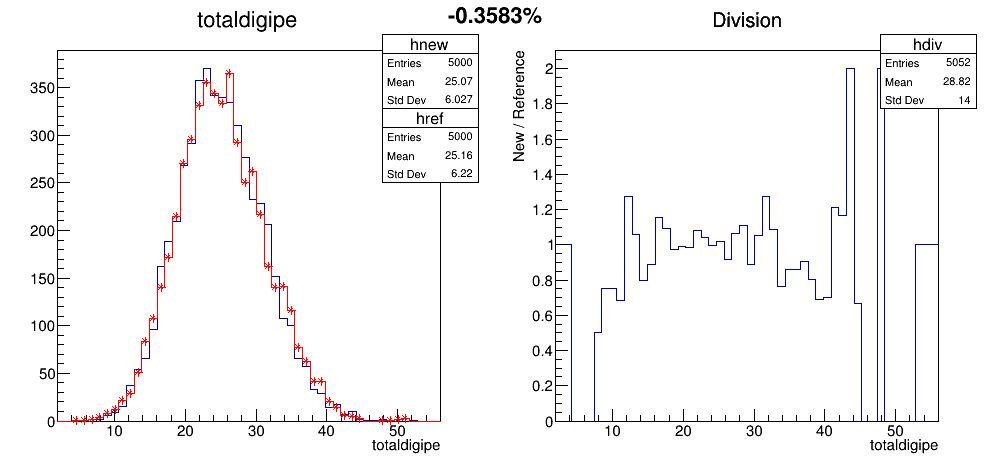 -0.3583%
totaldigipe
hnew
Entries 5000
Mean 25.07
Std Dev 6.027
href
Entries 5000
Mean 25.16
Std Dev 6.22
350
300
250
200
150
100
50
0
10 20 30 40 50
totaldigipe
Division
hdiv
Entries 5052
Mean 28.82
Std Dev 14
New / Reference
2
1.8
1.6
1.4
1.2
1
0.8
0.6
0.4
0.2
0
10 20 30 40 50
totaldigipe